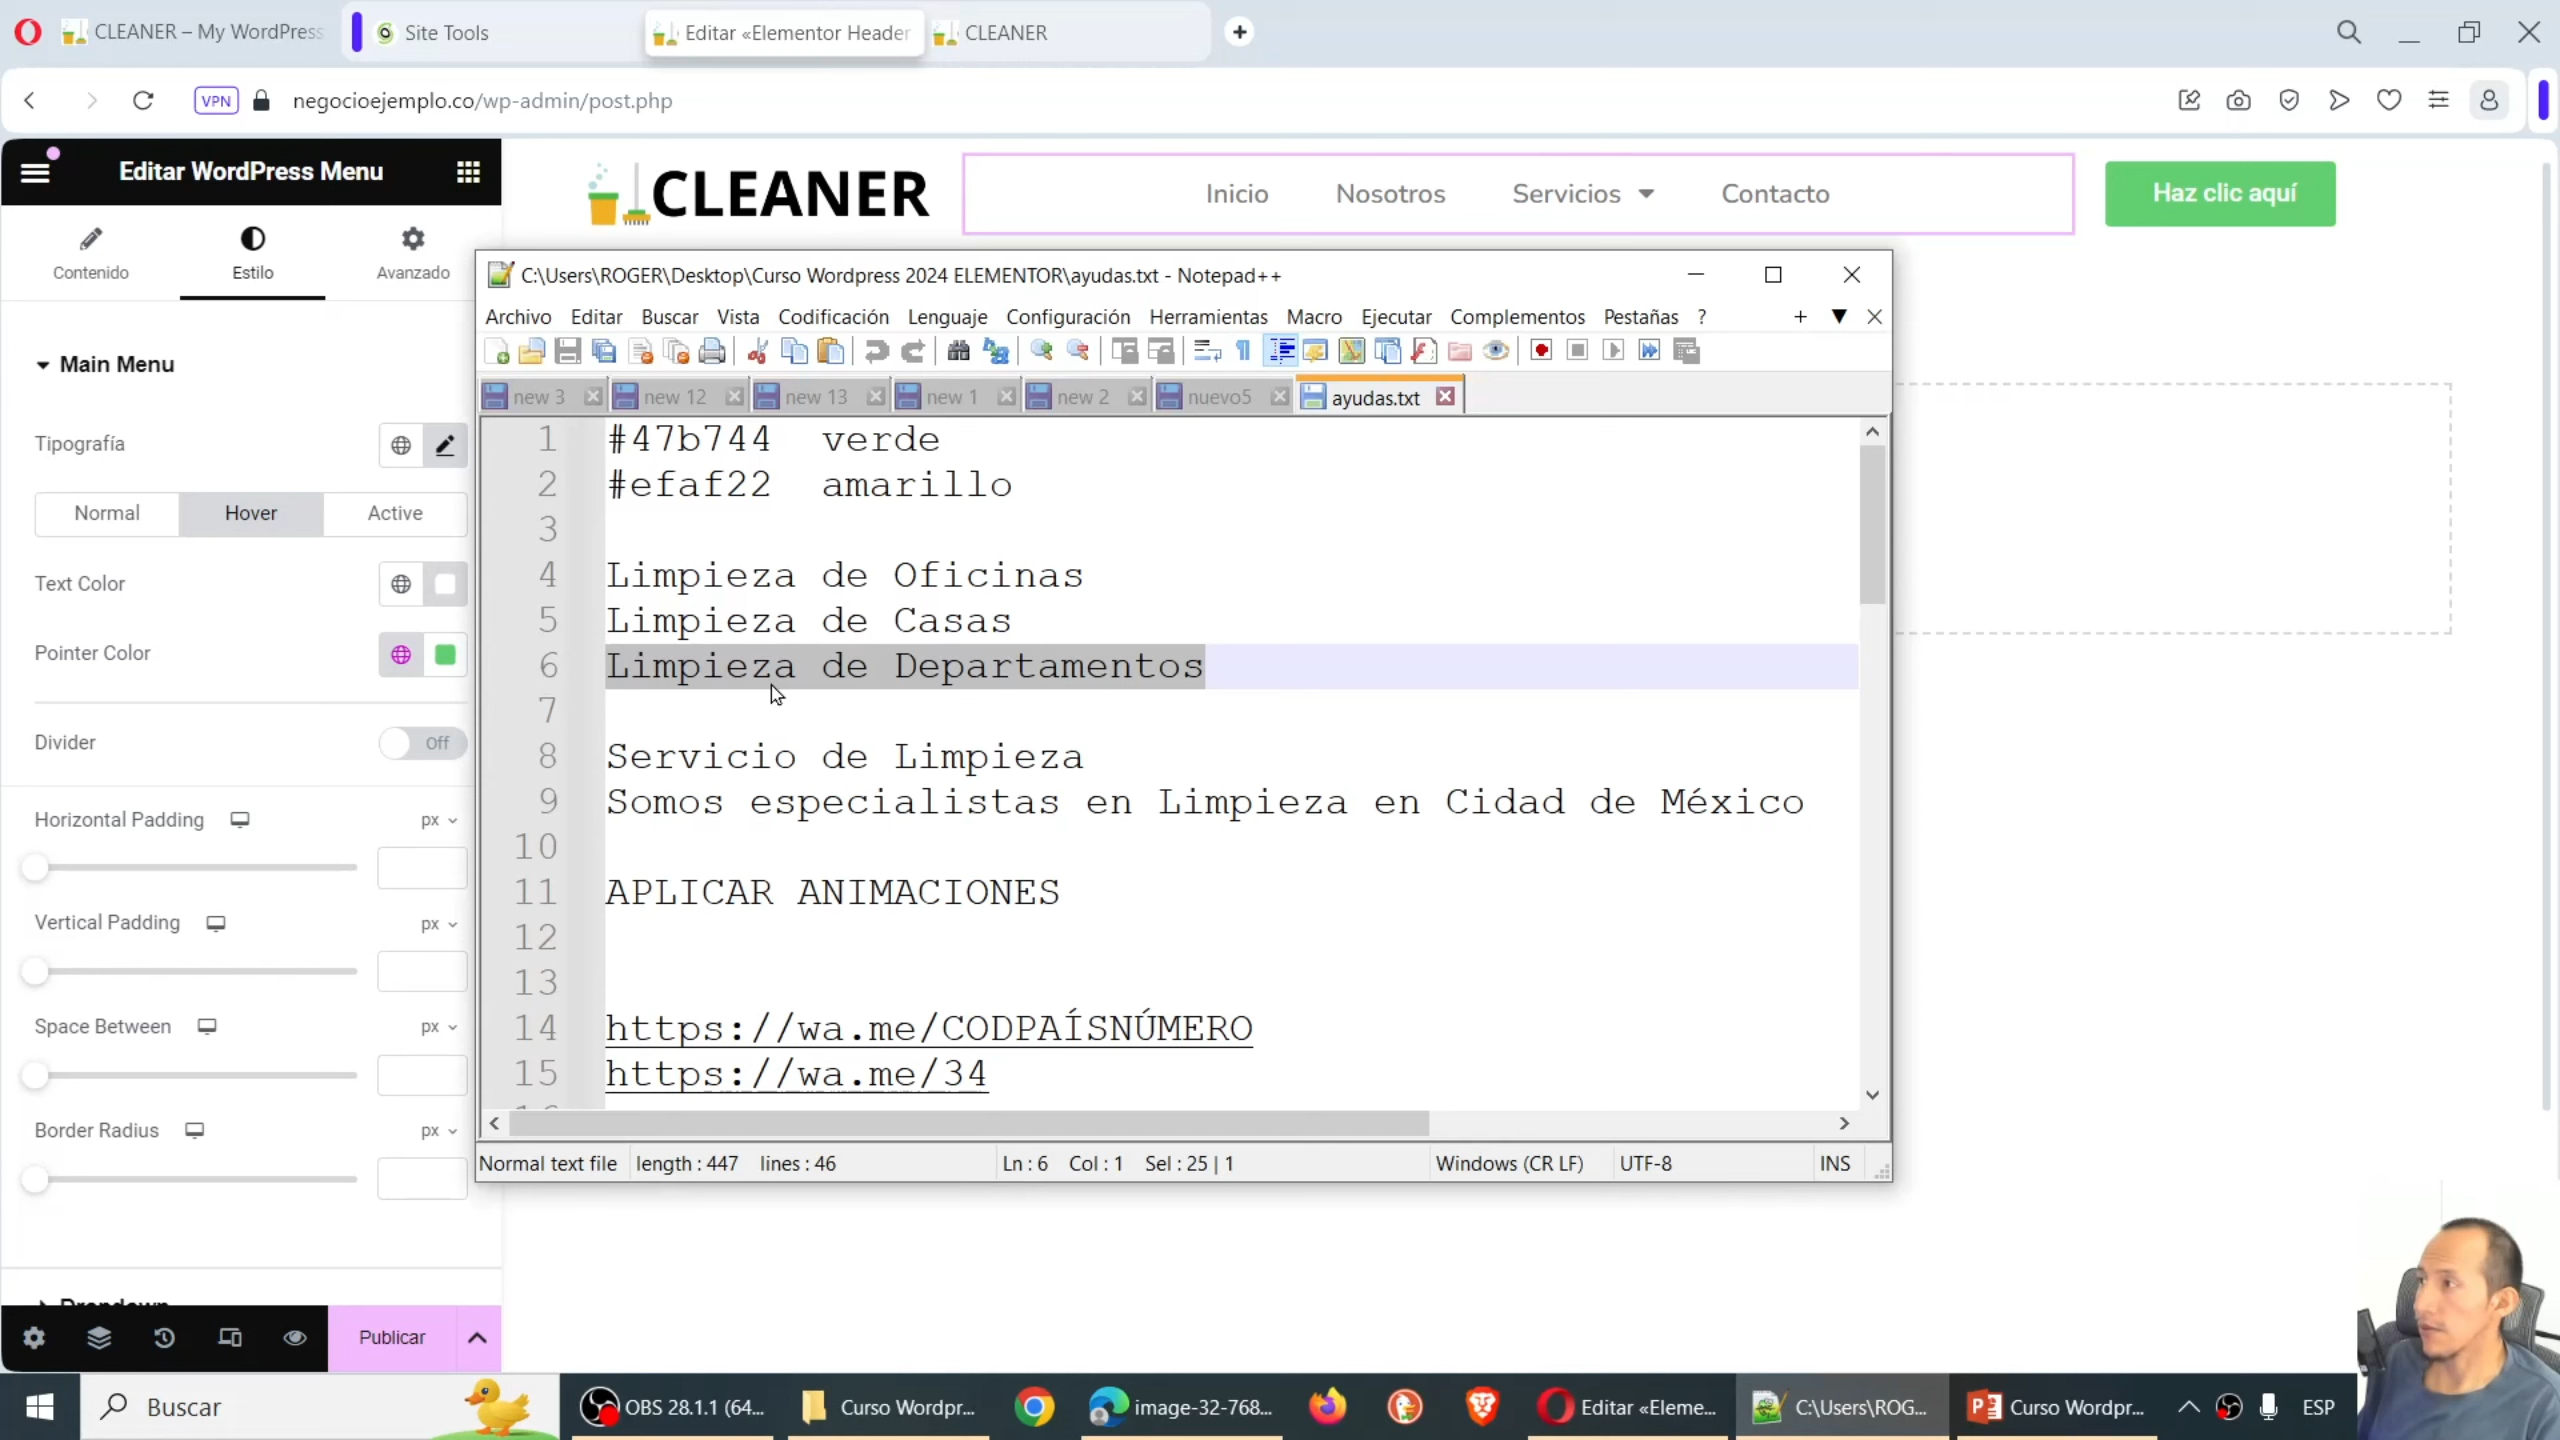 CLEANER – My WordPress
Site Tools
Editar «Elementor Header
CLEANER
VPN
negocioejemplo.co/wp-admin/post.php
Editar WordPress Menu
Contenido
Estilo
Avanzado
Main Menu
Tipografía
Normal
Hover
Active
Text Color
Pointer Color
Divider
Off
Horizontal Padding
px
Vertical Padding
px
Space Between
px
Border Radius
px
Dropdown
Publicar
CLEANER
Inicio
Nosotros
Servicios
Contacto
Haz clic aquí
C:\Users\ROGER\Desktop\Curso Wordpress 2024 ELEMENTOR\ayudas.txt - Notepad++
Archivo Editar Buscar Vista Codificación Lenguaje Configuración Herramientas Macro Ejecutar Complementos Pestañas ?
new 3
new 12
new 13
new 1
new 2
nuevo5
ayudas.txt
1 #47b744 verde
2 #efaf22 amarillo
3
4 Limpieza de Oficinas
5 Limpieza de Casas
6 Limpieza de Departamentos
7
8 Servicio de Limpieza
9 Somos especialistas en Limpieza en Cidad de México
10
11 APLICAR ANIMACIONES
12
13
14 https://wa.me/CODPAÍSNÚMERO
15 https://wa.me/34
Normal text file
length : 447 lines : 46
Ln : 6 Col : 1 Sel : 25 | 1
Windows (CR LF)
UTF-8
INS
Buscar
OBS 28.1.1 (64...
Curso Wordpr...
image-32-768...
Editar «Eleme...
C:\Users\ROG...
Curso Wordpr...
ESP